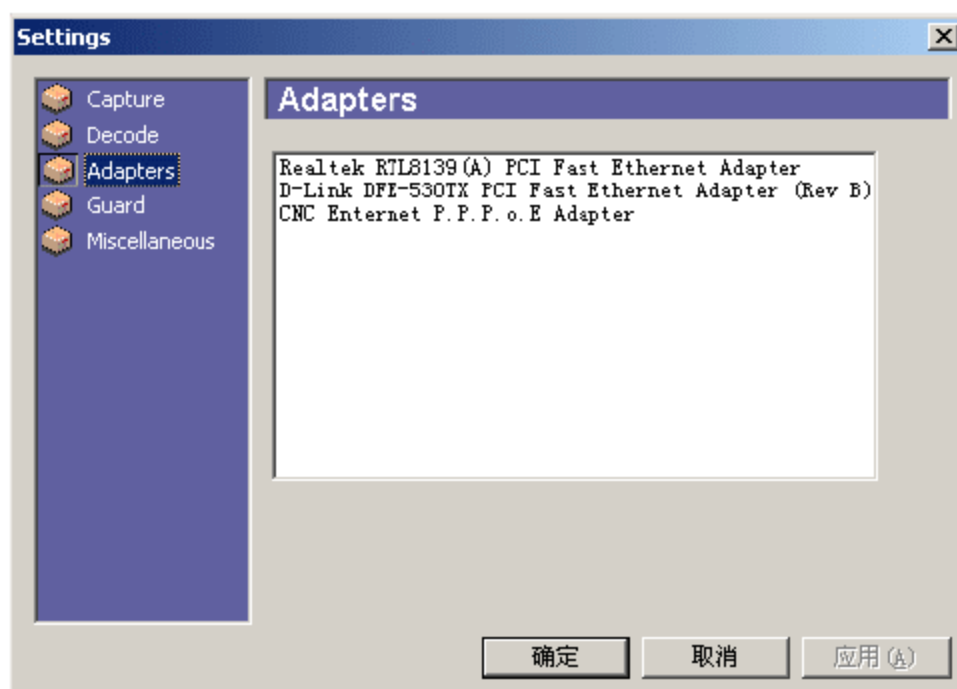 Settings
Capture
Decode
Adapters
Guard
Miscellaneous
Adapters
Realtek RTL8139(A) PCI Fast Ethernet Adapter
D-Link DFE-530TX PCI Fast Ethernet Adapter (Rev B)
CNC Enternet P.P.P.o.E Adapter
确定
取消
应用(A)